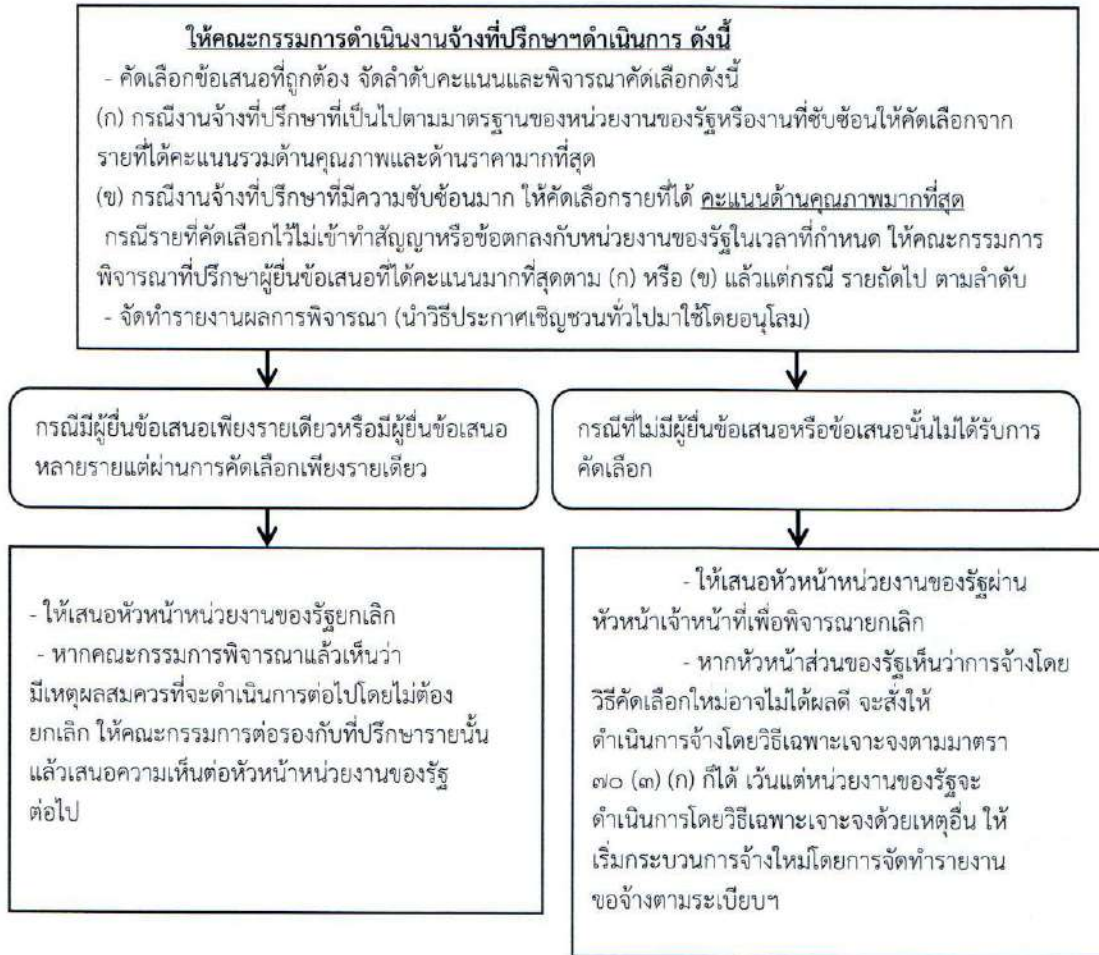 ให้คณะกรรมการดำเนินงานจ้างที่ปรึกษาฯดำเนินการ ดังนี้
- คัดเลือกข้อเสนอที่ถูกต้อง จัดลำดับคะแนนและพิจารณาคัดเลือกดังนี้
(ก) กรณีงานจ้างที่ปรึกษาที่เป็นไปตามมาตรฐานของหน่วยงานของรัฐหรืองานที่ซับซ้อนให้คัดเลือกจาก
รายที่ได้คะแนนรวมด้านคุณภาพและด้านราคามากที่สุด
(ข) กรณีงานจ้างที่ปรึกษาที่มีความซับซ้อนมาก ให้คัดเลือกรายที่ได้ คะแนนด้านคุณภาพมากที่สุด
กรณีรายที่คัดเลือกไว้ไม่เข้าทำสัญญาหรือข้อตกลงกับหน่วยงานของรัฐในเวลาที่กำหนด ให้คณะกรรมการ
พิจารณาที่ปรึกษาผู้ยื่นข้อเสนอที่ได้คะแนนมากที่สุดตาม (ก) หรือ (ข) แล้วแต่กรณี รายถัดไป ตามลำดับ
- จัดทำรายงานผลการพิจารณา (นำวิธีประกาศเชิญชวนทั่วไปมาใช้โดยอนุโลม)
กรณีมีผู้ยื่นข้อเสนอเพียงรายเดียวหรือมีผู้ยื่นข้อเสนอ
หลายรายแต่ผ่านการคัดเลือกเพียงรายเดียว
กรณีที่ไม่มีผู้ยื่นข้อเสนอหรือข้อเสนอนั้นไม่ได้รับการ
คัดเลือก
- ให้เสนอหัวหน้าหน่วยงานของรัฐยกเลิก
- หากคณะกรรมการพิจารณาแล้วเห็นว่า
มีเหตุผลสมควรที่จะดำเนินการต่อไปโดยไม่ต้อง
ยกเลิก ให้คณะกรรมการต่อรองกับที่ปรึกษารายนั้น
แล้วเสนอความเห็นต่อหัวหน้าหน่วยงานของรัฐ
ต่อไป
- ให้เสนอหัวหน้าหน่วยงานของรัฐผ่าน
หัวหน้าเจ้าหน้าที่เพื่อพิจารณายกเลิก
- หากหัวหน้าส่วนของรัฐเห็นว่าการจ้างโดย
วิธีคัดเลือกใหม่อาจไม่ได้ผลดี จะสั่งให้
ดำเนินการจ้างโดยวิธีเฉพาะเจาะจงตามมาตรา
๗๐ (๓) (ก) ก็ได้ เว้นแต่หน่วยงานของรัฐจะ
ดำเนินการโดยวิธีเฉพาะเจาะจงด้วยเหตุอื่น ให้
เริ่มกระบวนการจ้างใหม่โดยการจัดทำรายงาน
ขอจ้างตามระเบียบฯ